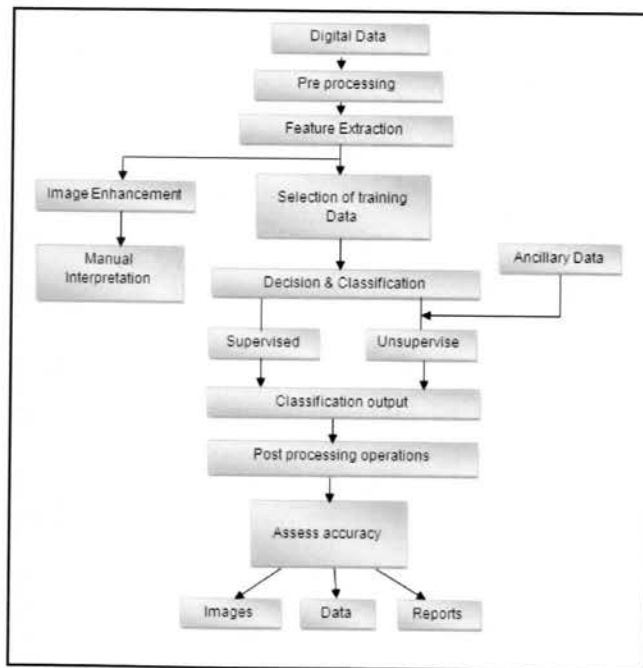 Digital Data
Pre processing
Feature Extraction
Image Enhancement
Selection of training
Data
Manual
Interpretation
Ancillary Data
Decision & Classification
Supervised
Unsupervise
Classification output
Post processing operations
Assess accuracy
Images
Data
Reports